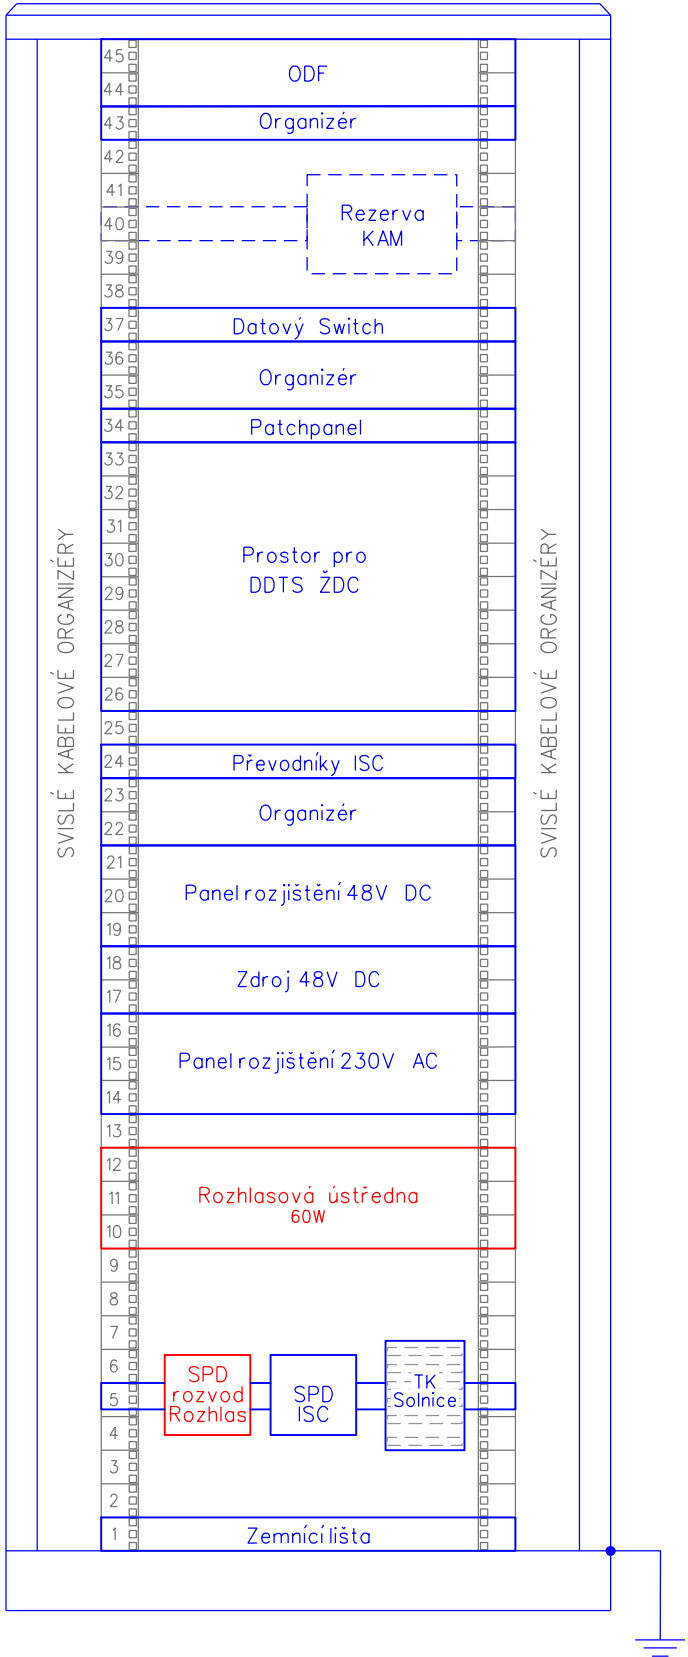 45
ODF
44
43
Organizér
42
41
Rezerva
40
KAM
39
38
37
Datový Switch
36
Organizér
35
34
Patchpanel
33
32
31
30
Prostor pro
29
DDTS ŽDC
28
27
26
25
24
Převodníky ISC
23
Organizér
22
21
20
Panel rozjištění 48V DC
19
18
Zdroj 48V DC
17
16
15
Panel rozjištění 230V AC
14
13
12
11
Rozhlasová ústředna
60W
10
9
8
7
6
5
4
3
2
SPD
rozvod
Rozhlas
SPD
ISC
TK
Solnice
1
Zemnící lišta
SVISLÉ KABELOVÉ ORGANIZÉRY
SVISLÉ KABELOVÉ ORGANIZÉRY